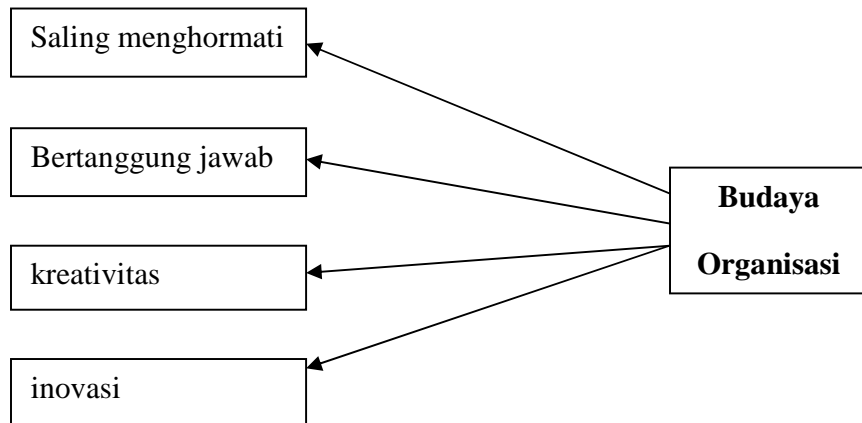 Saling menghormati
Bertanggung jawab
kreativitas
inovasi
Budaya
Organisasi